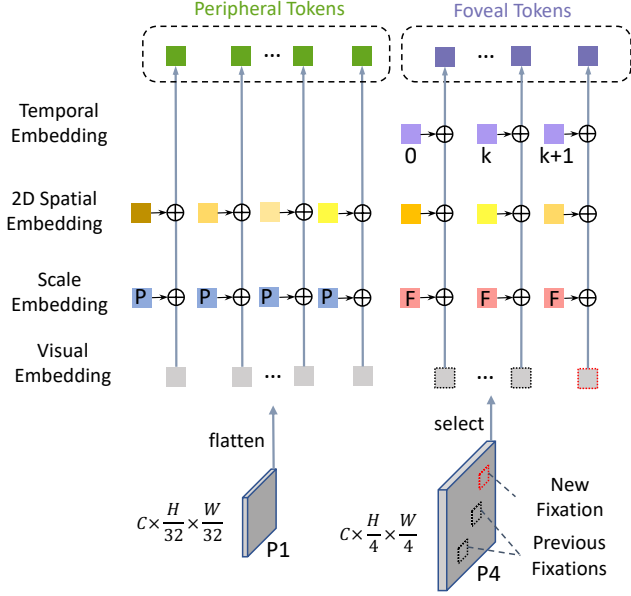 Peripheral Tokens
Foveal Tokens
... ...
Temporal
Embedding
0 k k+1
2D Spatial
Embedding
Scale
Embedding
P P P P F F F
Visual
Embedding
... ...
flatten
select
C × H/32 × W/32
P1
C × H/4 × W/4
P4
New
Fixation
Previous
Fixations